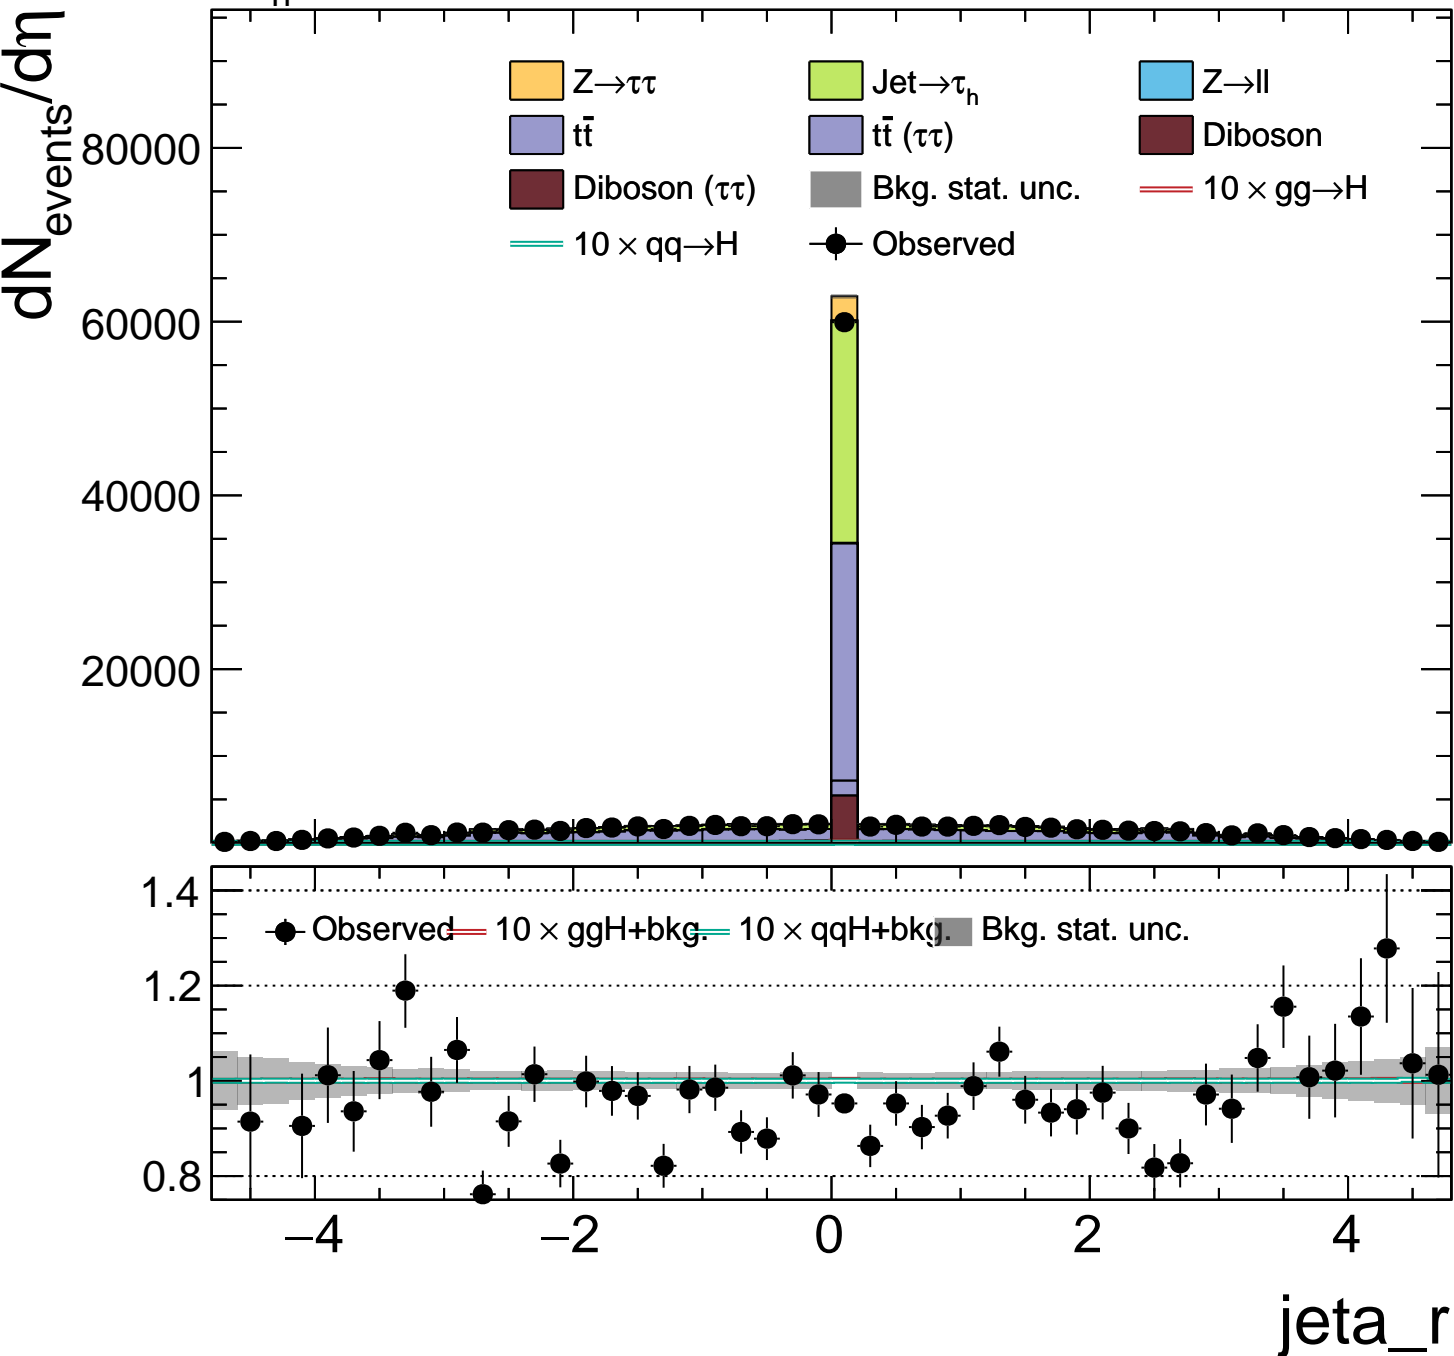 dN_events/dη
Z→ττ Jet→τ_h Z→ll
tt̄ tt̄ (ττ) Diboson
Diboson (ττ) Bkg. stat. unc. 10 × gg→H
10 × qq→H Observed
80000
60000
40000
20000
1.4
Observed 10 × ggH+bkg. 10 × qqH+bkg. Bkg. stat. unc.
1.2
1
0.8
−4 −2 0 2 4
jeta_r